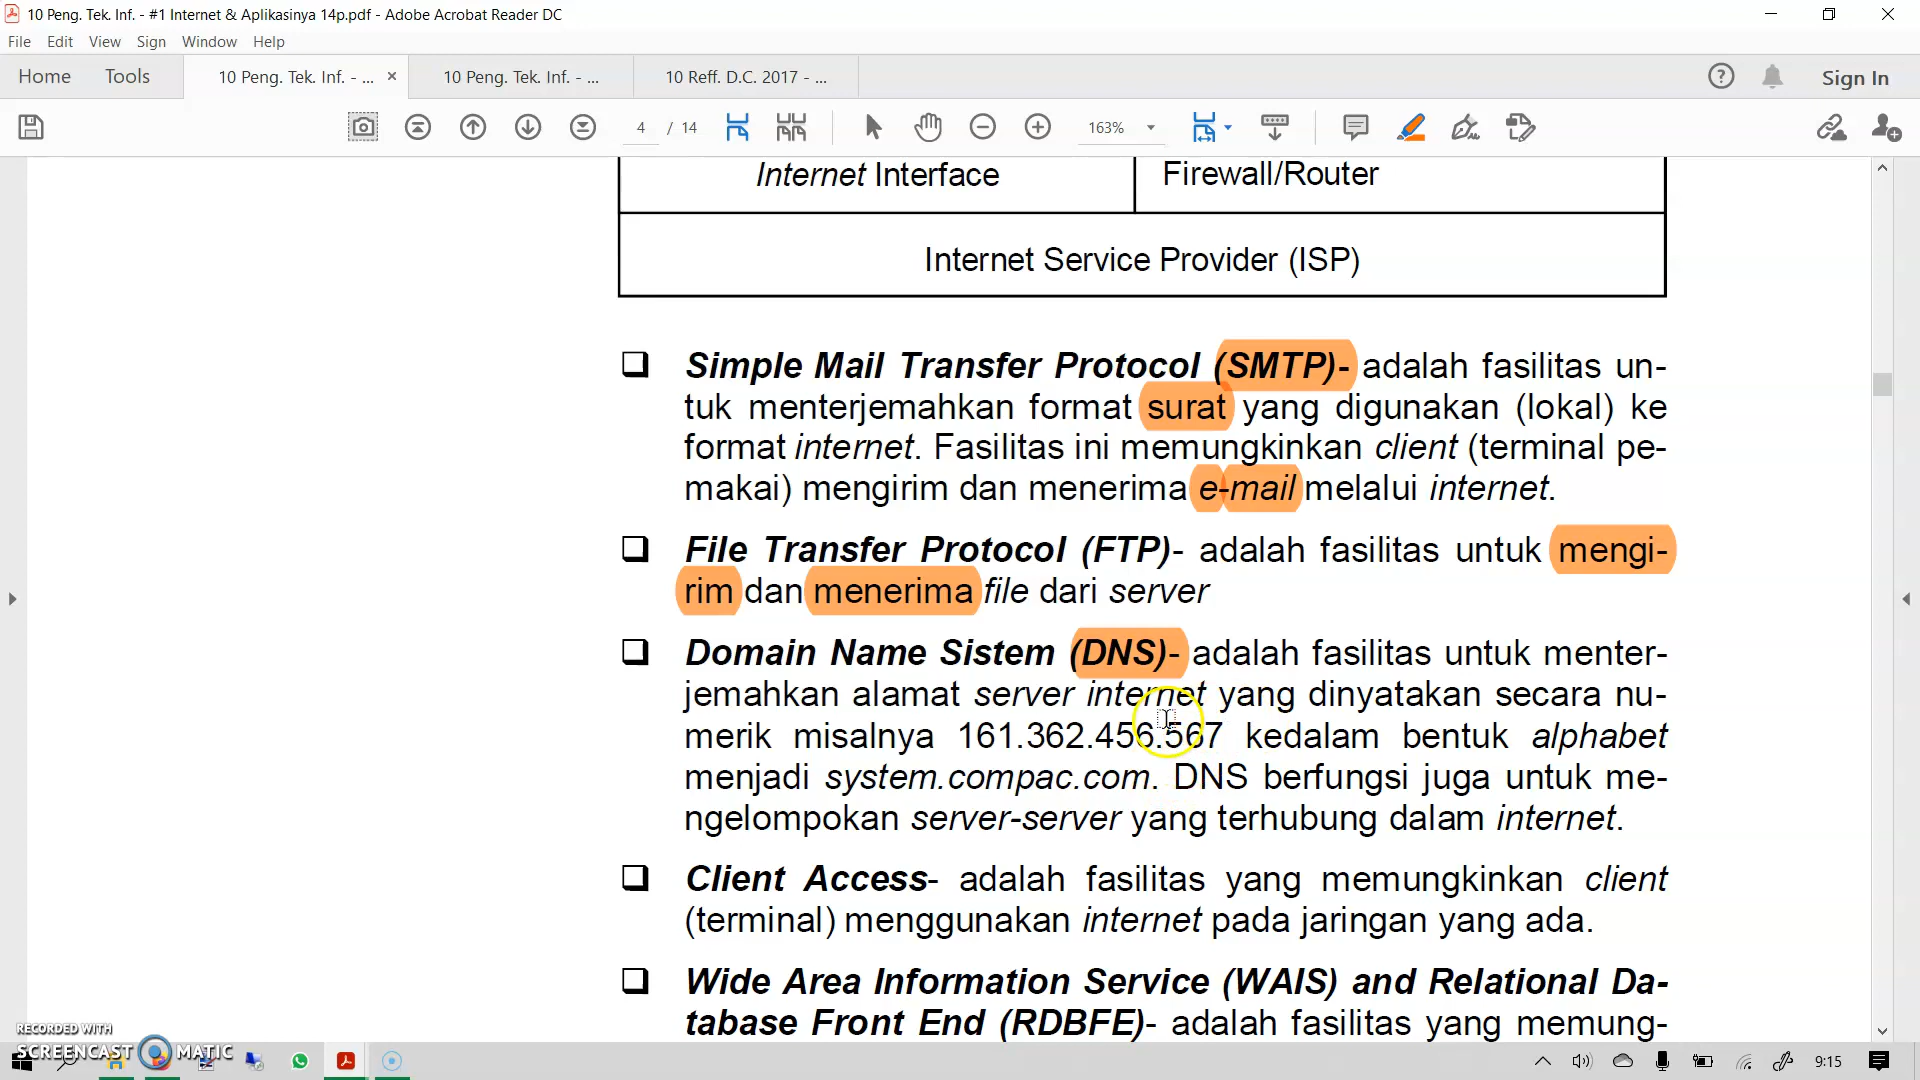 10 Peng. Tek. Inf. - #1 Internet & Aplikasinya 14p.pdf - Adobe Acrobat Reader DC
File Edit View Sign Window Help
Home Tools 10 Peng. Tek. Inf. - ... × 10 Peng. Tek. Inf. - ... 10 Reff. D.C. 2017 - ... Sign In
4 / 14 163%
Internet Interface Firewall/Router
Internet Service Provider (ISP)
Simple Mail Transfer Protocol (SMTP)- adalah fasilitas un-
tuk menterjemahkan format surat yang digunakan (lokal) ke
format internet. Fasilitas ini memungkinkan client (terminal pe-
makai) mengirim dan menerima e-mail melalui internet.
File Transfer Protocol (FTP)- adalah fasilitas untuk mengi-
rim dan menerima file dari server
Domain Name Sistem (DNS)- adalah fasilitas untuk menter-
jemahkan alamat server internet yang dinyatakan secara nu-
merik misalnya 161.362.456.567 kedalam bentuk alphabet
menjadi system.compac.com. DNS berfungsi juga untuk me-
ngelompokan server-server yang terhubung dalam internet.
Client Access- adalah fasilitas yang memungkinkan client
(terminal) menggunakan internet pada jaringan yang ada.
Wide Area Information Service (WAIS) and Relational Da-
tabase Front End (RDBFE)- adalah fasilitas yang memung-
RECORDED WITH
SCREENCAST MATIC
9:15